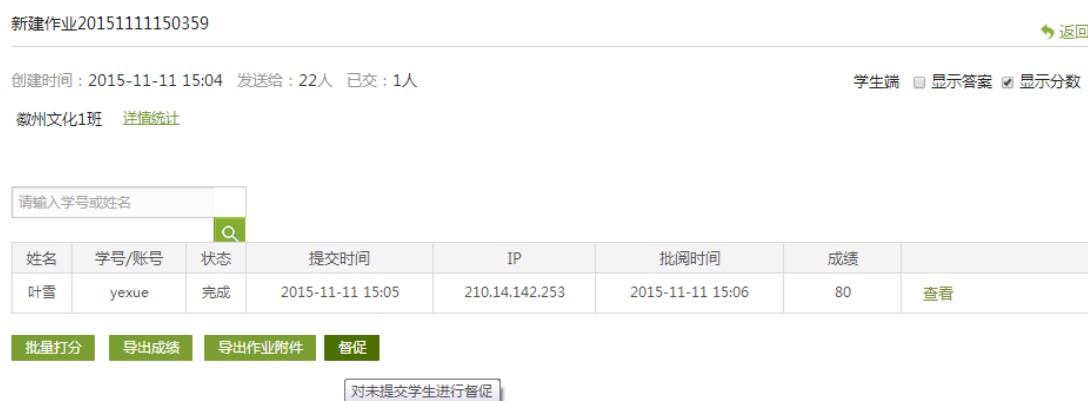 新建作业20151111150359
返回
创建时间：2015-11-11 15:04 发送给：22人 已交：1人 学生端 显示答案 显示分数
徽州文化1班 详情统计
请输入学号或姓名
姓名 学号/账号 状态 提交时间 IP 批阅时间 成绩
叶雪 yexue 完成 2015-11-11 15:05 210.14.142.253 2015-11-11 15:06 80 查看
批量打分 导出成绩 导出作业附件 督促
对未提交学生进行督促